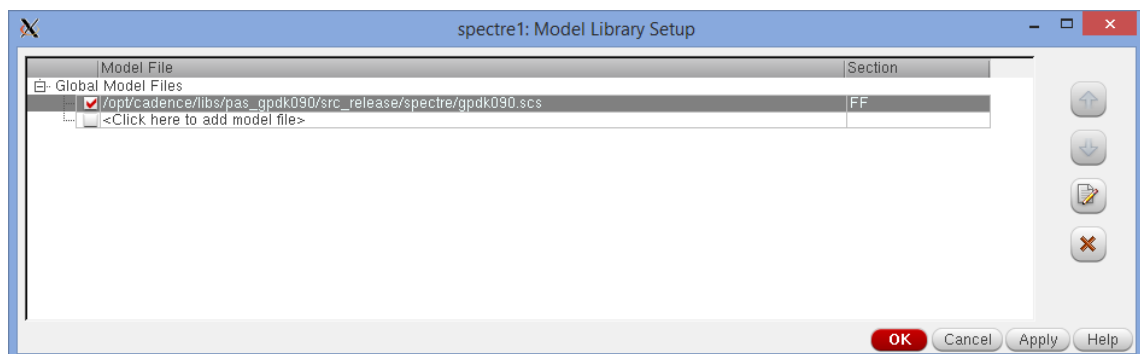 spectre1: Model Library Setup
Model File Section
Global Model Files
/opt/cadence/libs/pas_gpdk090/src_release/spectre/gpdk090.scs FF
<Click here to add model file>
OK Cancel Apply Help